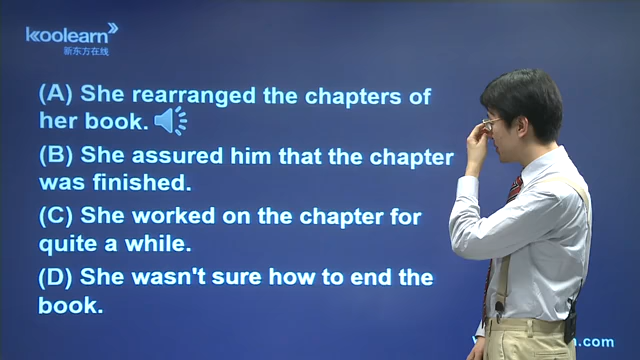 koolearn
新东方在线
(A) She rearranged the chapters of
her book.
(B) She assured him that the chapter
was finished.
(C) She worked on the chapter for
quite a while.
(D) She wasn't sure how to end the
book.
.com